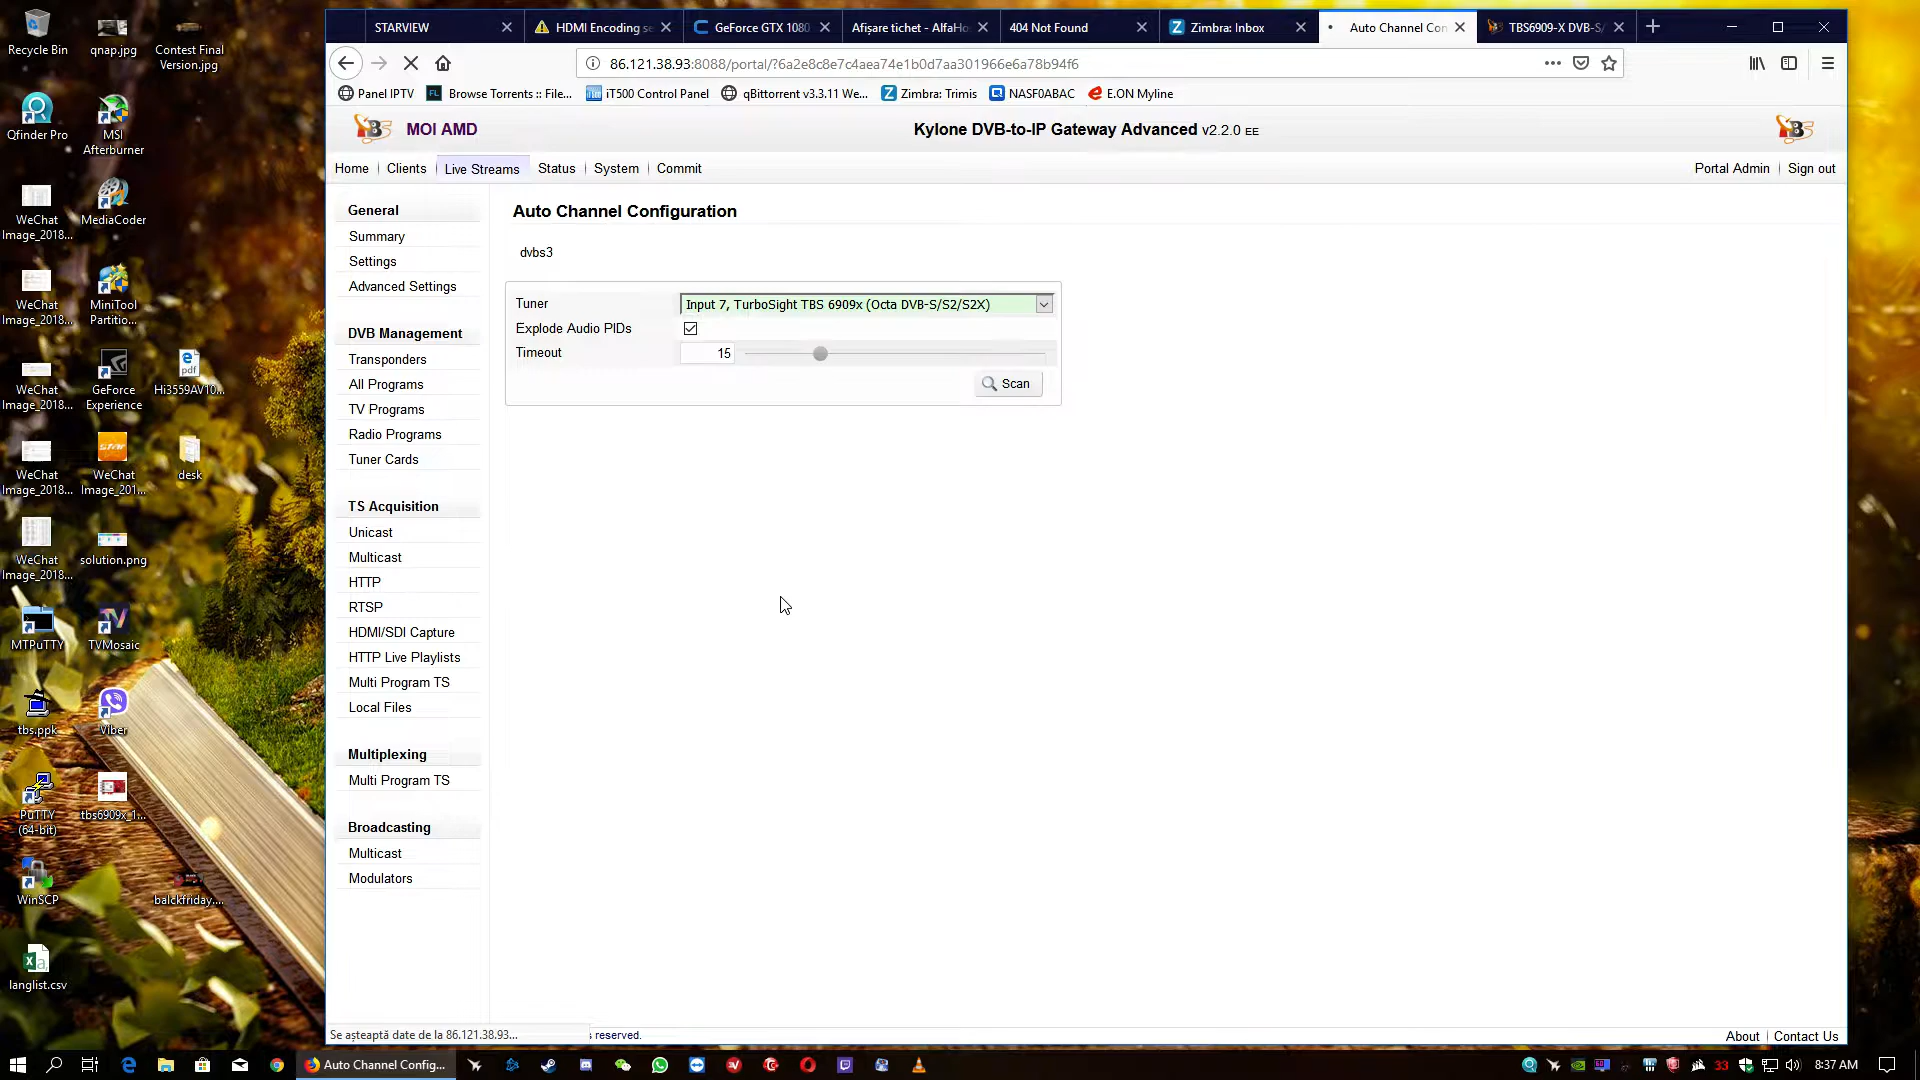 Recycle Bin
qnap.jpg
Contest Final
Version.jpg
Qfinder Pro
MSI
Afterburner
WeChat
Image_2018...
MediaCoder
WeChat
Image_2018...
MiniTool
Partitio...
WeChat
Image_2018...
GeForce
Experience
Hi3559AV10...
WeChat
Image_2018...
WeChat
Image_201...
desk
WeChat
Image_2018...
solution.png
MTPuTTY
TVMosaic
tbs.ppk
Viber
PuTTY
(64-bit)
tbs6909x_1...
WinSCP
balckfriday....
langlist.csv
STARVIEW
HDMI Encoding se
GeForce GTX 1080
Afișare tichet - AlfaHo
404 Not Found
Zimbra: Inbox
Auto Channel Con
TBS6909-X DVB-S/
86.121.38.93:8088/portal/?6a2e8c8e7c4aea74e1b0d7aa301966e6a78b94f6
Panel IPTV
Browse Torrents :: File...
iT500 Control Panel
qBittorrent v3.3.11 We...
Zimbra: Trimis
NASF0ABAC
E.ON Myline
MOI AMD
Kylone DVB-to-IP Gateway Advanced v2.2.0 EE
Home
Clients
Live Streams
Status
System
Commit
Portal Admin
Sign out
General
Summary
Settings
Advanced Settings
DVB Management
Transponders
All Programs
TV Programs
Radio Programs
Tuner Cards
TS Acquisition
Unicast
Multicast
HTTP
RTSP
HDMI/SDI Capture
HTTP Live Playlists
Multi Program TS
Local Files
Multiplexing
Multi Program TS
Broadcasting
Multicast
Modulators
Auto Channel Configuration
dvbs3
Tuner
Input 7, TurboSight TBS 6909x (Octa DVB-S/S2/S2X)
Explode Audio PIDs
Timeout
15
Scan
Se așteaptă date de la 86.121.38.93...
s reserved.
About
Contact Us
Auto Channel Config...
33
8:37 AM